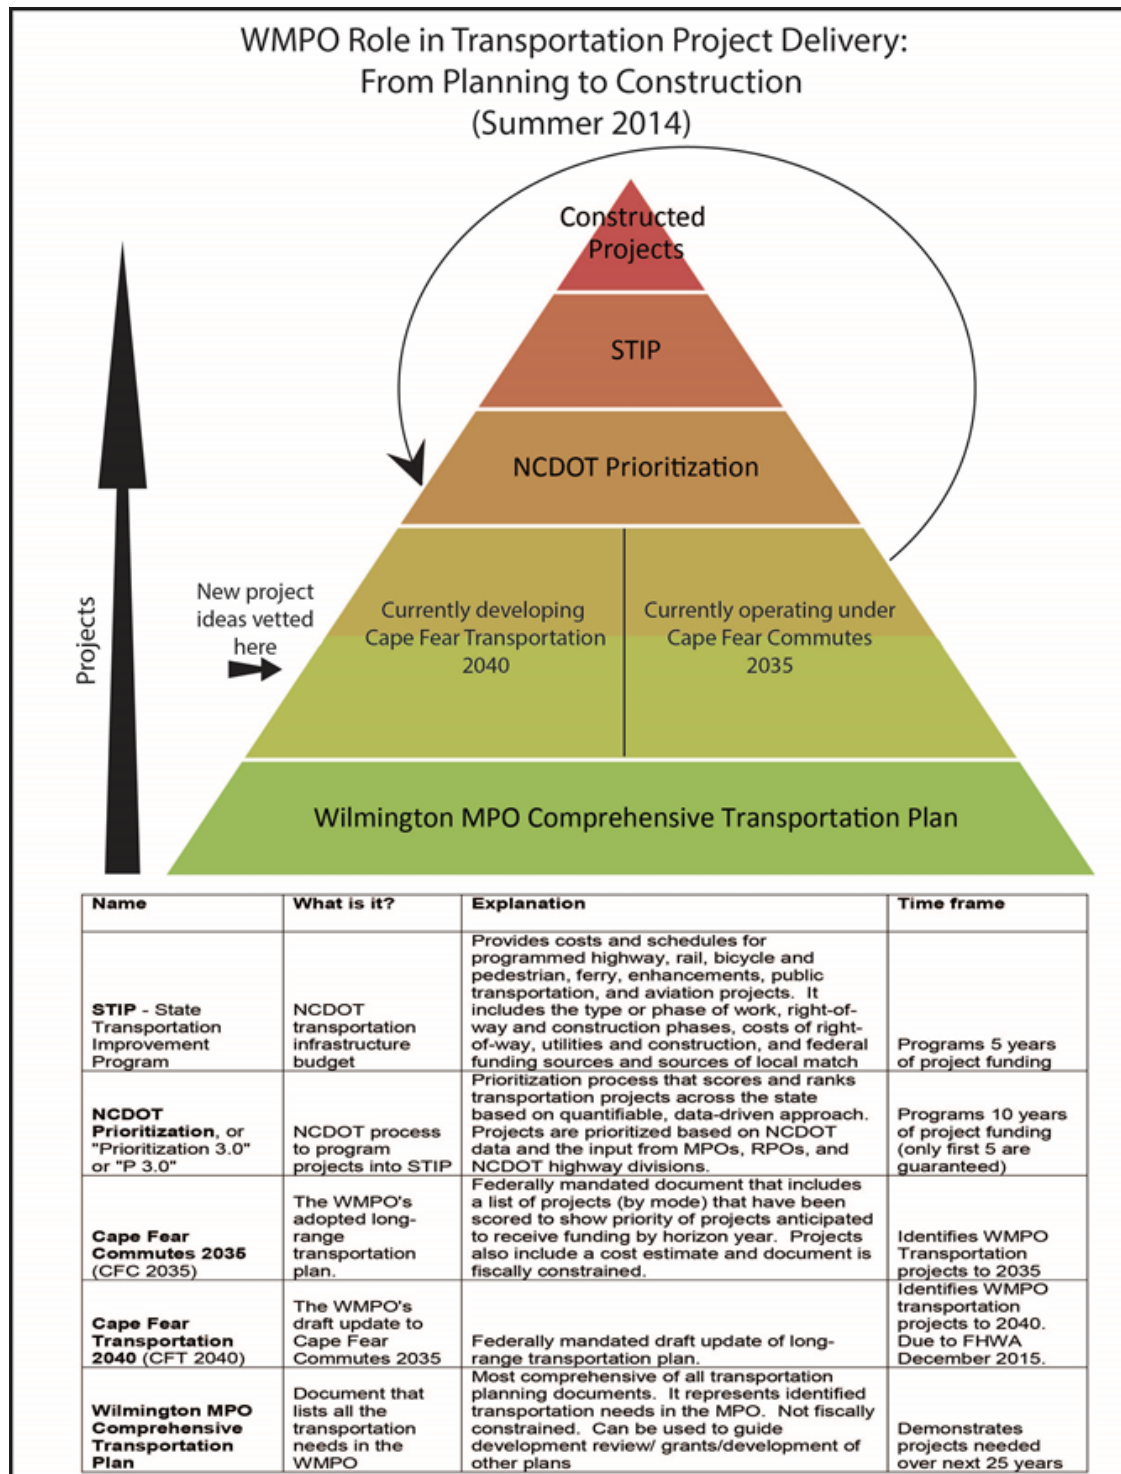 WMPO Role in Transportation Project Delivery:
From Planning to Construction
(Summer 2014)
Constructed
Projects
STIP
NCDOT Prioritization
Projects
New project
ideas vetted
here
Currently developing
Cape Fear Transportation
2040
Currently operating under
Cape Fear Commutes
2035
Wilmington MPO Comprehensive Transportation Plan
Name
What is it?
Explanation
Time frame
STIP - State
Transportation
Improvement
Program
NCDOT
transportation
infrastructure
budget
Provides costs and schedules for
programmed highway, rail, bicycle and
pedestrian, ferry, enhancements, public
transportation, and aviation projects. It
includes the type or phase of work, right-of-
way and construction phases, costs of right-
of-way, utilities and construction, and federal
funding sources and sources of local match
Programs 5 years
of project funding
NCDOT
Prioritization, or
"Prioritization 3.0"
or "P 3.0"
NCDOT process
to program
projects into STIP
Prioritization process that scores and ranks
transportation projects across the state
based on quantifiable, data-driven approach.
Projects are prioritized based on NCDOT
data and the input from MPOs, RPOs, and
NCDOT highway divisions.
Programs 10 years
of project funding
(only first 5 are
guaranteed)
Cape Fear
Commutes 2035
(CFC 2035)
The WMPO's
adopted long-
range
transportation
plan.
Federally mandated document that includes
a list of projects (by mode) that have been
scored to show priority of projects anticipated
to receive funding by horizon year. Projects
also include a cost estimate and document is
fiscally constrained.
Identifies WMPO
Transportation
projects to 2035
Cape Fear
Transportation
2040 (CFT 2040)
The WMPO's
draft update to
Cape Fear
Commutes 2035
Federally mandated draft update of long-
range transportation plan.
Identifies WMPO
transportation
projects to 2040.
Due to FHWA
December 2015.
Wilmington MPO
Comprehensive
Transportation
Plan
Document that
lists all the
transportation
needs in the
WMPO
Most comprehensive of all transportation
planning documents. It represents identified
transportation needs in the MPO. Not fiscally
constrained. Can be used to guide
development review/ grants/development of
other plans
Demonstrates
projects needed
over next 25 years